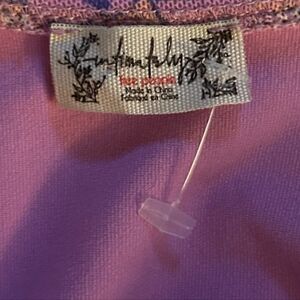 intimately
free people
Made in China
Fabriqué en Chine